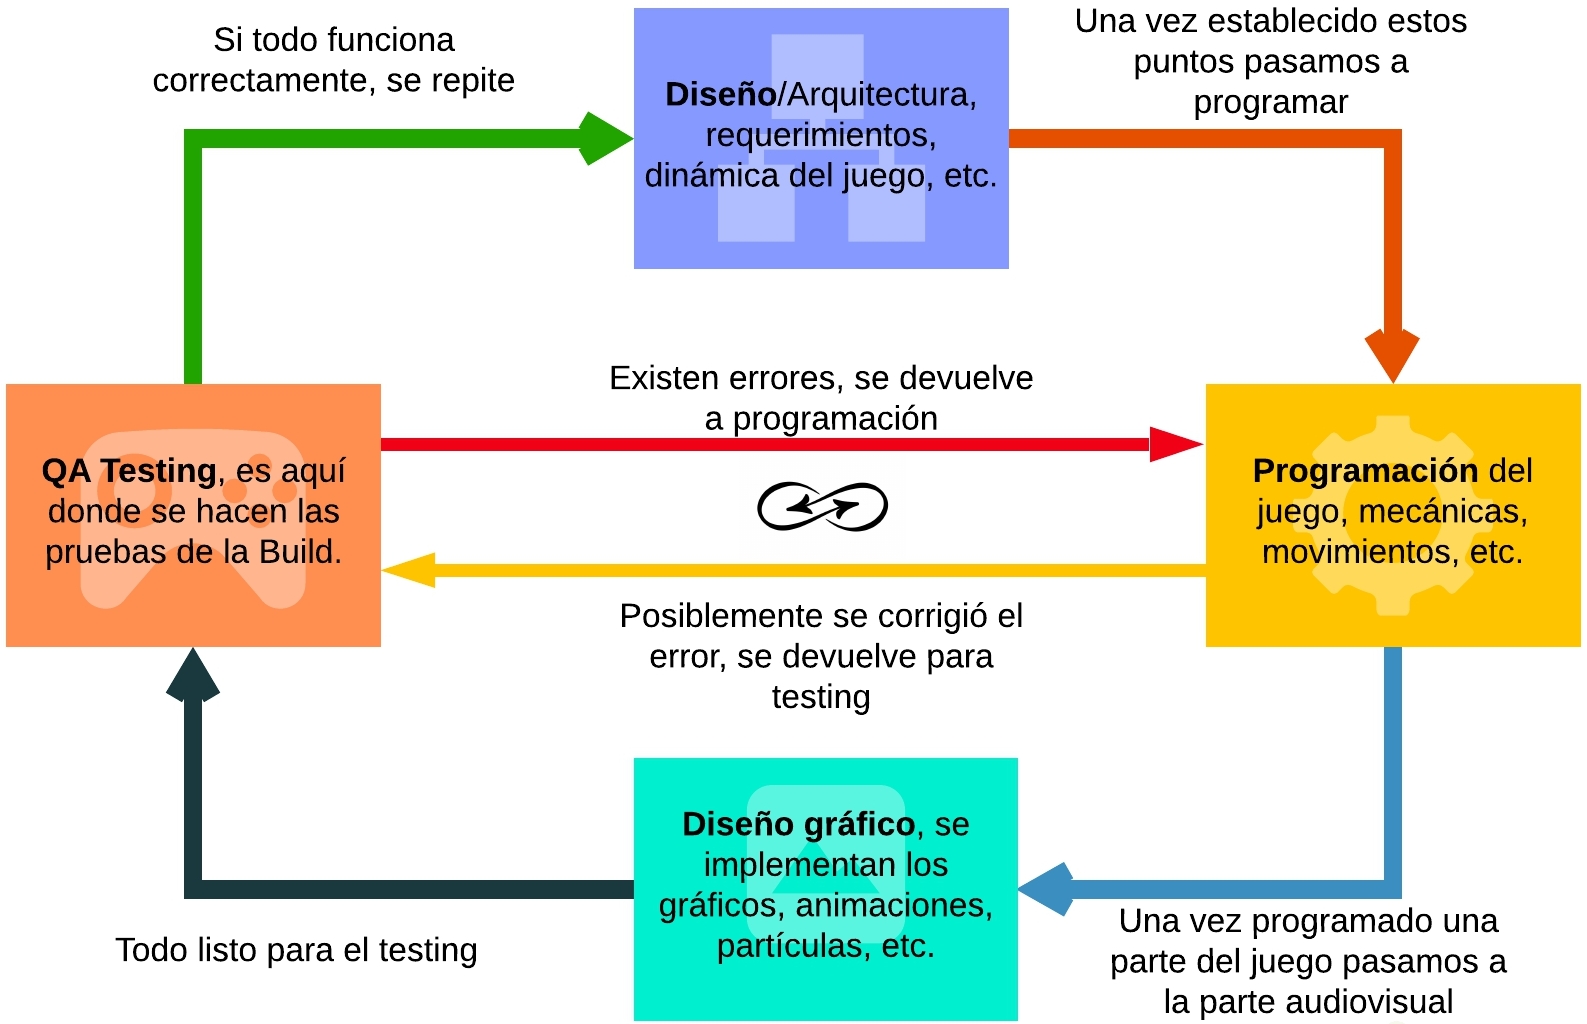 Si todo funciona
correctamente, se repite
Diseño/Arquitectura,
requerimientos,
dinámica del juego, etc.
Una vez establecido estos
puntos pasamos a
programar
Existen errores, se devuelve
a programación
QA Testing, es aquí
donde se hacen las
pruebas de la Build.
Programación del
juego, mecánicas,
movimientos, etc.
Posiblemente se corrigió el
error, se devuelve para
testing
Diseño gráfico, se
implementan los
gráficos, animaciones,
partículas, etc.
Todo listo para el testing
Una vez programado una
parte del juego pasamos a
la parte audiovisual